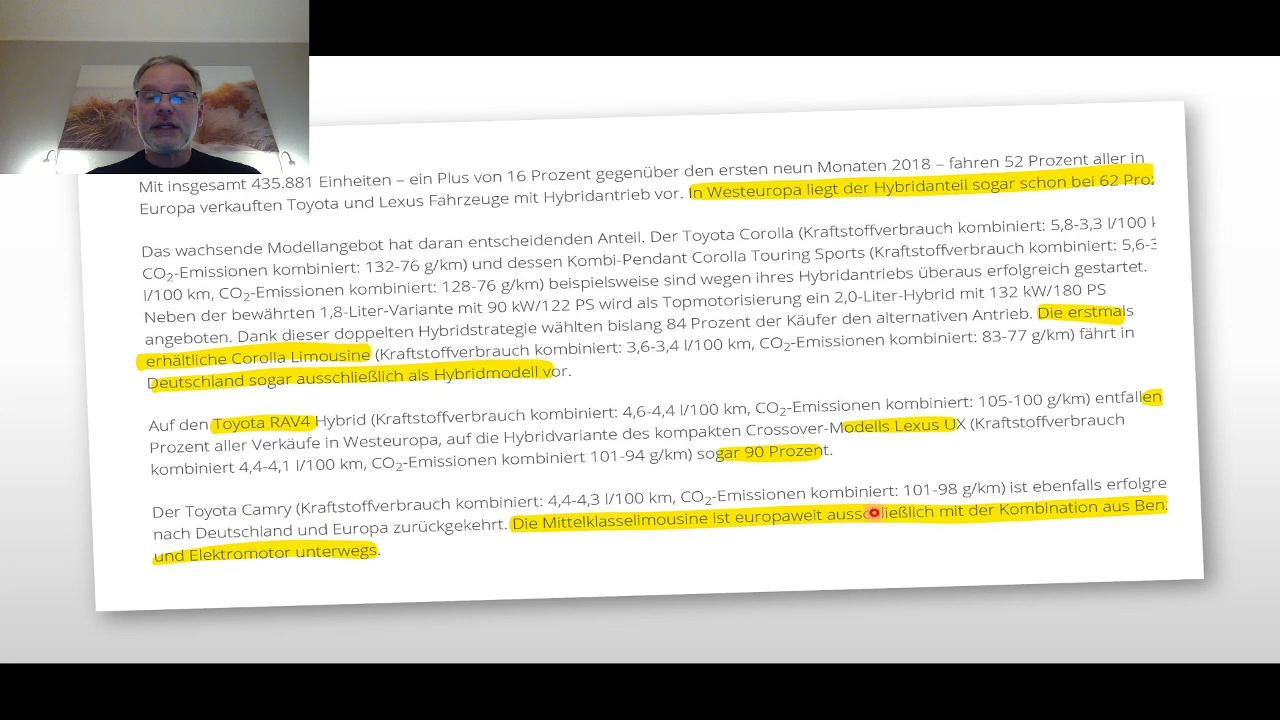 Mit insgesamt 435.881 Einheiten – ein Plus von 16 Prozent gegenüber den ersten neun Monaten 2018 – fahren 52 Prozent aller in
Europa verkauften Toyota und Lexus Fahrzeuge mit Hybridantrieb vor. In Westeuropa liegt der Hybridanteil sogar schon bei 62
Das wachsende Modellangebot hat daran entscheidenden Anteil. Der Toyota Corolla (Kraftstoffverbrauch kombiniert: 5,8-3,3 l/100
CO₂-Emissionen kombiniert: 132-76 g/km) und dessen Kombi-Pendant Corolla Touring Sports (Kraftstoffverbrauch kombiniert:
l/100 km, CO₂-Emissionen kombiniert: 128-76 g/km) beispielsweise sind wegen ihres Hybridantriebs überaus erfolgreich gestartet.
Neben der bewährten 1,8-Liter-Variante mit 90 kW/122 PS wird als Topmotorisierung ein 2,0-Liter-Hybrid mit 132 kW/180 PS
angeboten. Dank dieser doppelten Hybridstrategie wählten bislang 84 Prozent der Käufer den alternativen Antrieb. Die erstmals
erhältliche Corolla Limousine (Kraftstoffverbrauch kombiniert: 3,6-3,4 l/100 km, CO₂-Emissionen kombiniert: 83-77 g/km) fährt in
Deutschland sogar ausschließlich als Hybridmodell vor.
Auf den Toyota RAV4 Hybrid (Kraftstoffverbrauch kombiniert: 4,6-4,4 l/100 km, CO₂-Emissionen kombiniert: 105-100 g/km) entfallen
Prozent aller Verkäufe in Westeuropa, auf die Hybridvariante des kompakten Crossover-Modells Lexus UX (Kraftstoffverbrauch
kombiniert 4,4-4,1 l/100 km, CO₂-Emissionen kombiniert 101-94 g/km) sogar 90 Prozent.
Der Toyota Camry (Kraftstoffverbrauch kombiniert: 4,4-4,3 l/100 km, CO₂-Emissionen kombiniert: 101-98 g/km) ist ebenfalls
nach Deutschland und Europa zurückgekehrt. Die Mittelklasselimousine ist europaweit ausschließlich mit der Kombination aus
und Elektromotor unterwegs.